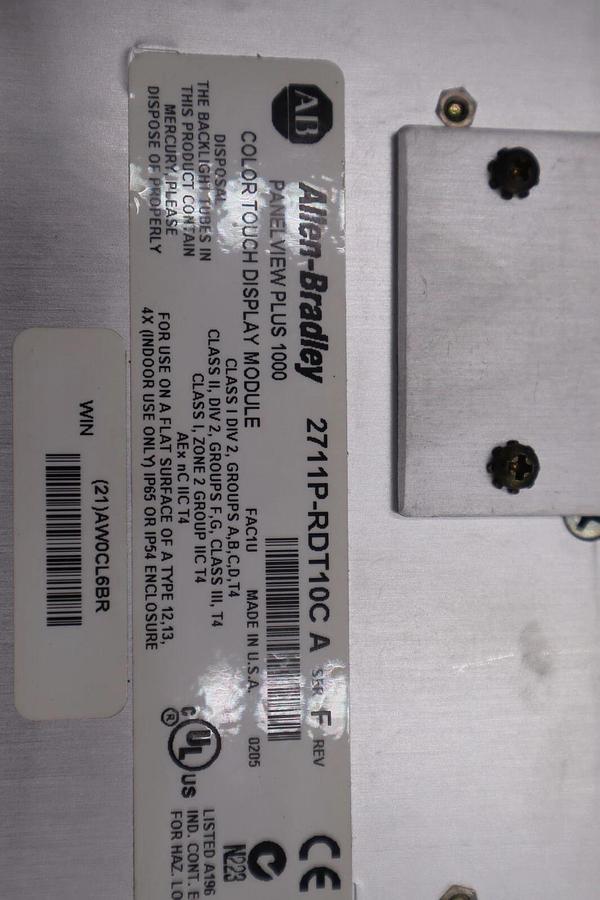 AB
Allen-Bradley 2711P-RDT10C A SER F REV
PANELVIEW PLUS 1000
COLOR TOUCH DISPLAY MODULE FAC1U MADE IN U.S.A. 0205
DISPOSAL
THE BACKLIGHT TUBES IN
THIS PRODUCT CONTAIN
MERCURY, PLEASE
DISPOSE OF PROPERLY
CLASS I DIV 2, GROUPS A,B,C,D,T4
CLASS II, DIV 2, GROUPS F,G, CLASS III, T4
CLASS I, ZONE 2 GROUP IIC T4
AEx nC IIC T4
FOR USE ON A FLAT SURFACE OF A TYPE 12,13,
4X (INDOOR USE ONLY) IP65 OR IP54 ENCLOSURE
C UL US
®
CE
N223
LISTED A196
IND. CONT. E
FOR HAZ. LO
(21)AW0CL6BR
WIN